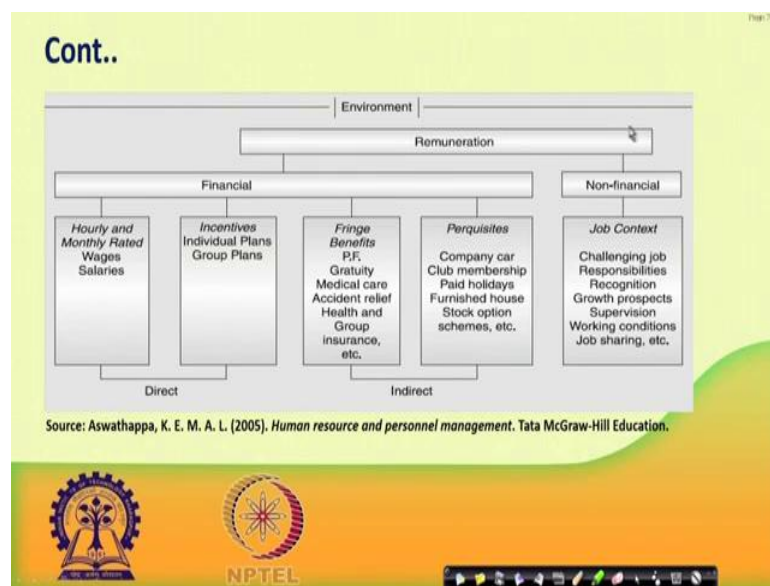 Cont..
Environment
Remuneration
Financial
Non-financial
Hourly and
Monthly Rated
Wages
Salaries
Incentives
Individual Plans
Group Plans
Fringe
Benefits
P.F.
Gratuity
Medical care
Accident relief
Health and
Group
insurance,
etc.
Perquisites
Company car
Club membership
Paid holidays
Furnished house
Stock option
schemes, etc.
Job Context
Challenging job
Responsibilities
Recognition
Growth prospects
Supervision
Working conditions
Job sharing, etc.
Direct
Indirect
Source: Aswathappa, K. E. M. A. L. (2005). Human resource and personnel management. Tata McGraw-Hill Education.
NPTEL